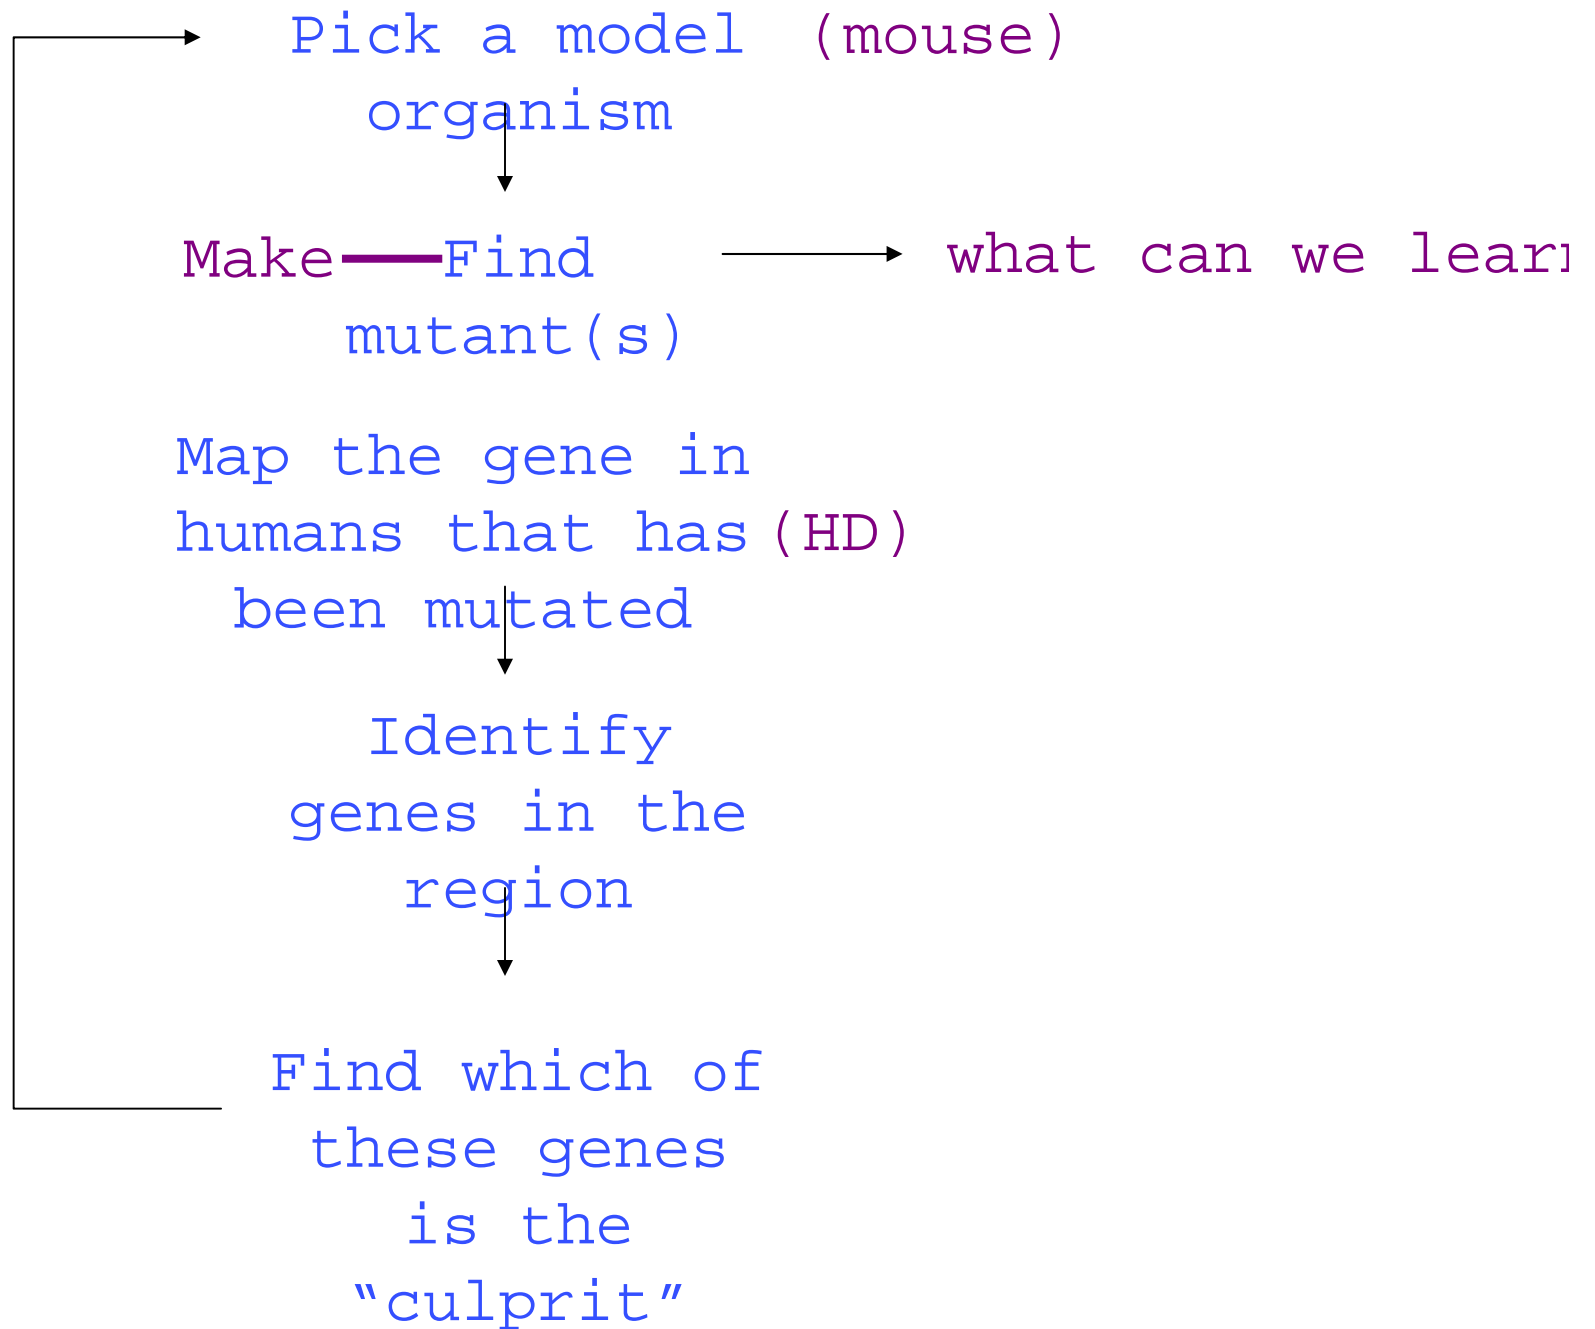 Pick a model (mouse)
organism
Make Find what can we
mutant(s)
Map the gene in
humans that has (HD)
been mutated
Identify
genes in the
region
Find which of
these genes
is the
“culprit”